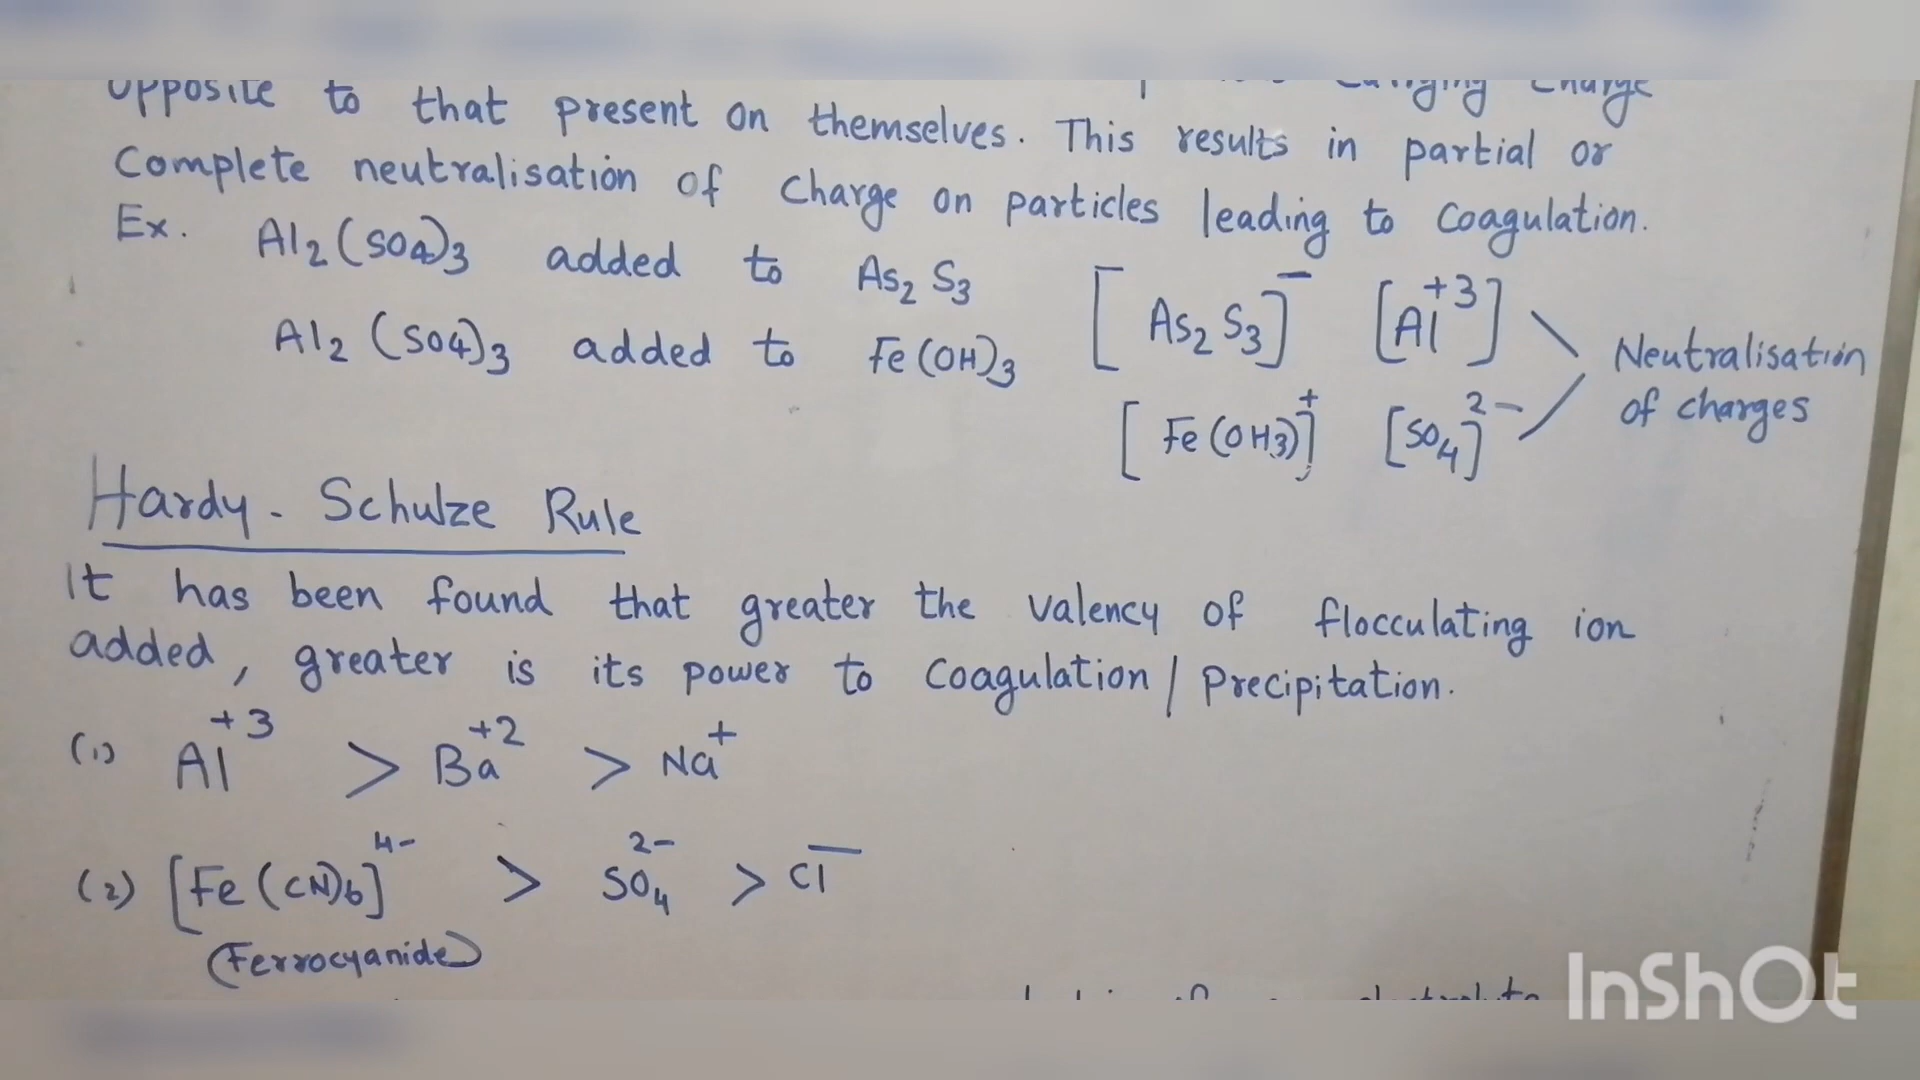 opposite to that present on themselves. This results in partial or
Complete neutralisation of Charge on particles leading to Coagulation.
Ex. Al2(SO4)3 added to As2 S3 [As2 S3]− [Al+3]
Al2 (SO4)3 added to Fe(OH)3 [Fe(OH3)]+ [SO4]2−
Neutralisation
of charges
Hardy - Schulze Rule
It has been found that greater the valency of flocculating ion
added, greater is its power to Coagulation / Precipitation.
(1) Al+3 > Ba+2 > Na+
(2) [Fe(CN)6]4− > SO4 2− > Cl−
(Ferrocyanide)
InShOt